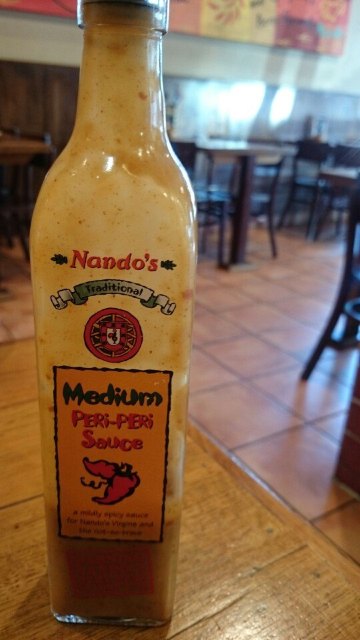 Nando's
Traditional
Medium
PERi-PERi
Sauce
a mildly spicy sauce
for Nando's Virgins and
the not-so-brave